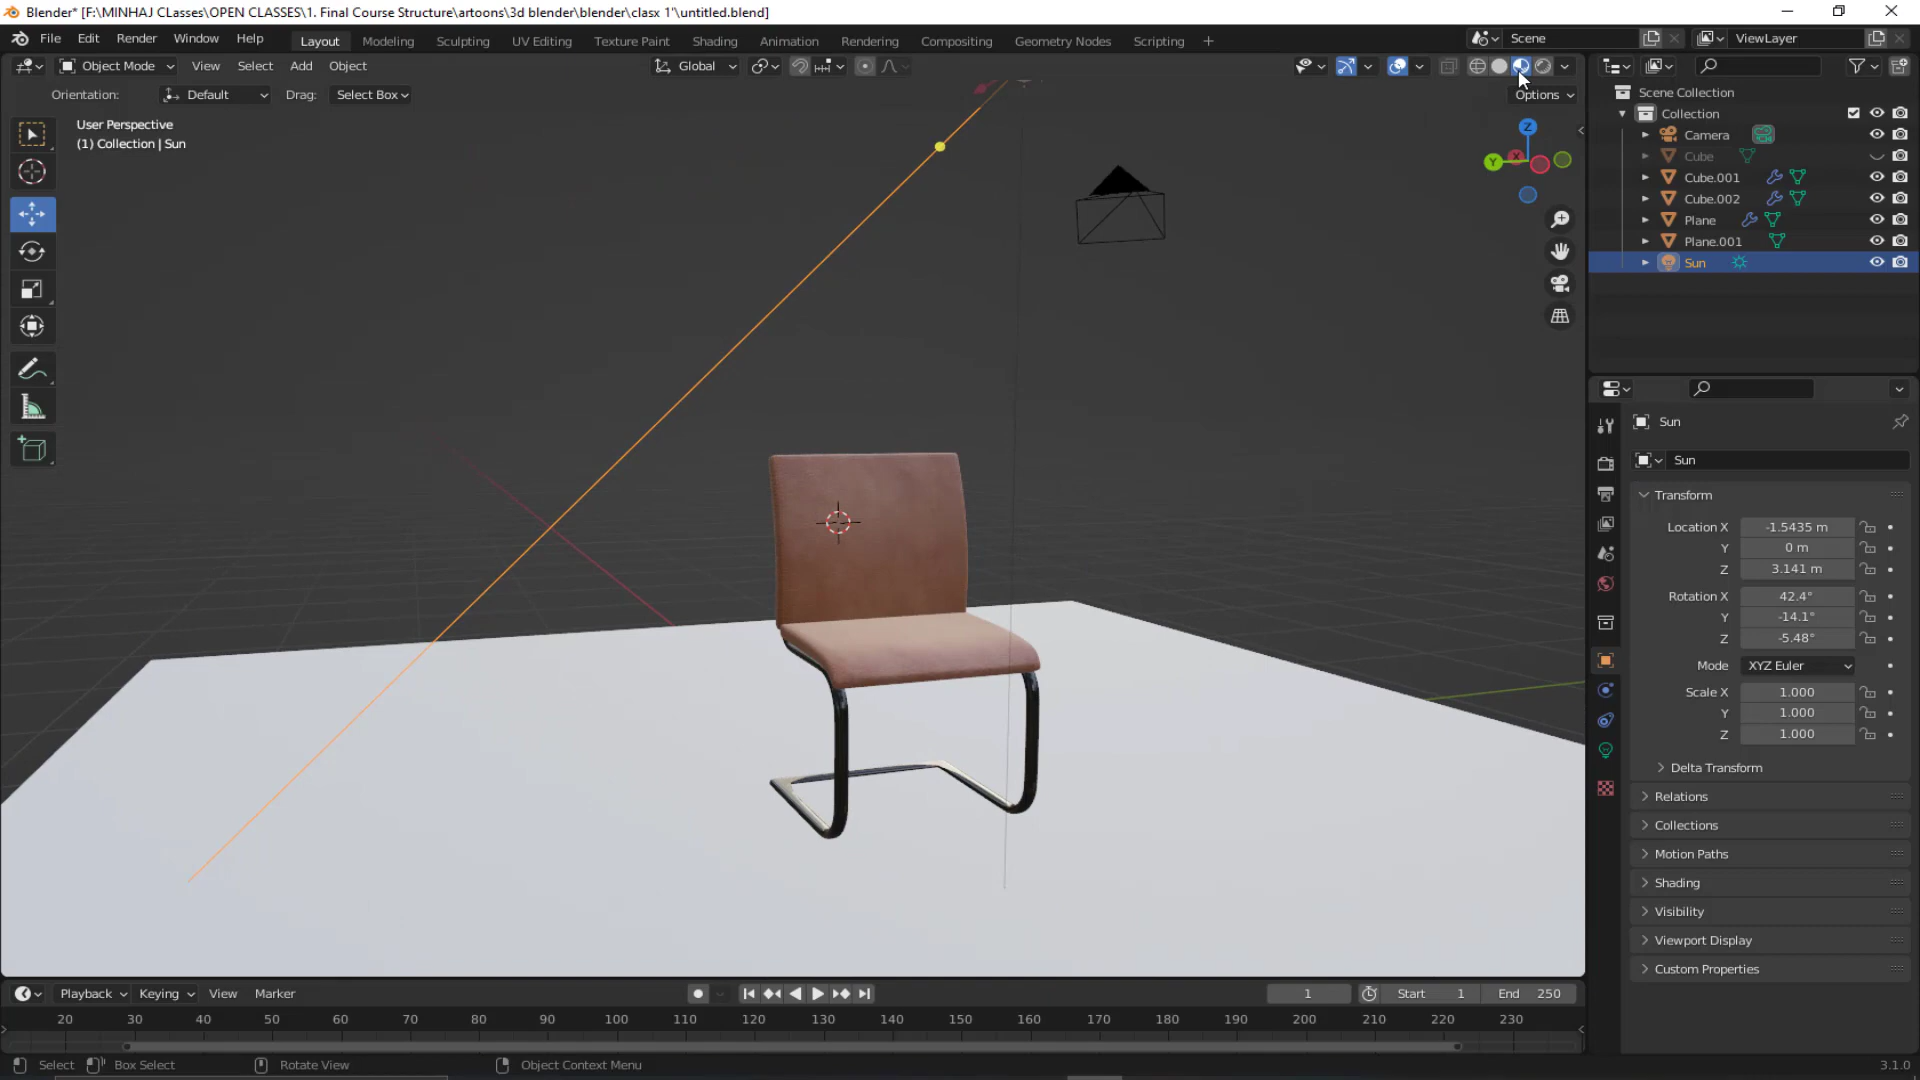 Blender* [F:\MINHAJ CLasses\OPEN CLASSES\1. Final Course Structure\artoons\3d blender\blender\clasx 1'\untitled.blend]
File Edit Render Window Help
Layout Modeling Sculpting UV Editing Texture Paint Shading Animation Rendering Compositing Geometry Nodes Scripting +
Scene
ViewLayer
Object Mode View Select Add Object
Global
Orientation: Default Drag: Select Box
Options
User Perspective
(1) Collection | Sun
Z
Y
X
Scene Collection
Collection
Camera
Cube
Cube.001
Cube.002
Plane
Plane.001
Sun
Sun
Sun
Transform
Location X -1.5435 m
Y 0 m
Z 3.141 m
Rotation X 42.4°
Y -14.1°
Z -5.48°
Mode XYZ Euler
Scale X 1.000
Y 1.000
Z 1.000
Delta Transform
Relations
Collections
Motion Paths
Shading
Visibility
Viewport Display
Custom Properties
Playback Keying View Marker
1
Start 1
End 250
20 30 40 50 60 70 80 90 100 110 120 130 140 150 160 170 180 190 200 210 220 230
Select Box Select Rotate View Object Context Menu
3.1.0